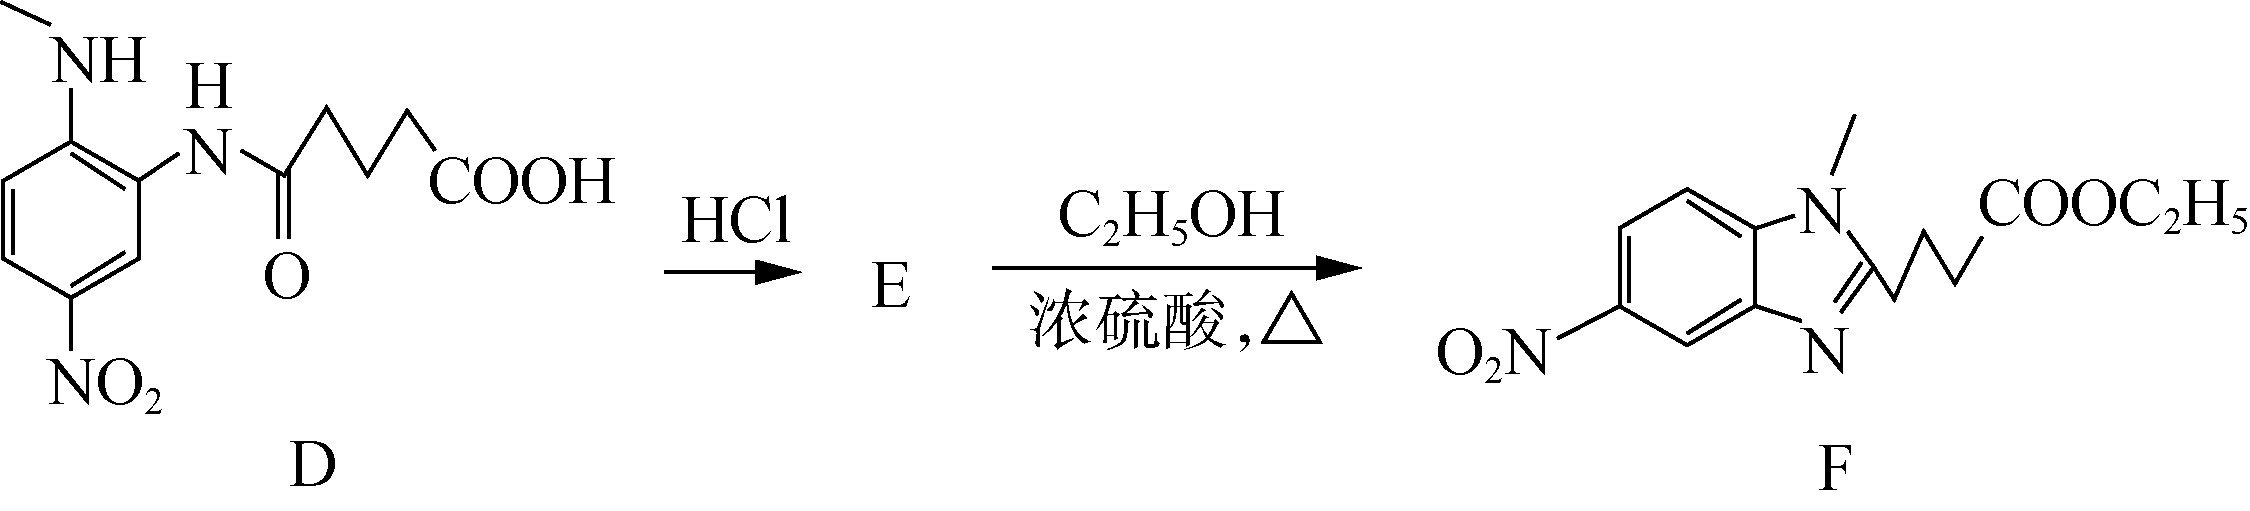 NH
H
N
COOH
O
NO₂
D
HCl
E
C₂H₅OH
浓硫酸,△
N
COOC₂H₅
O₂N
N
F